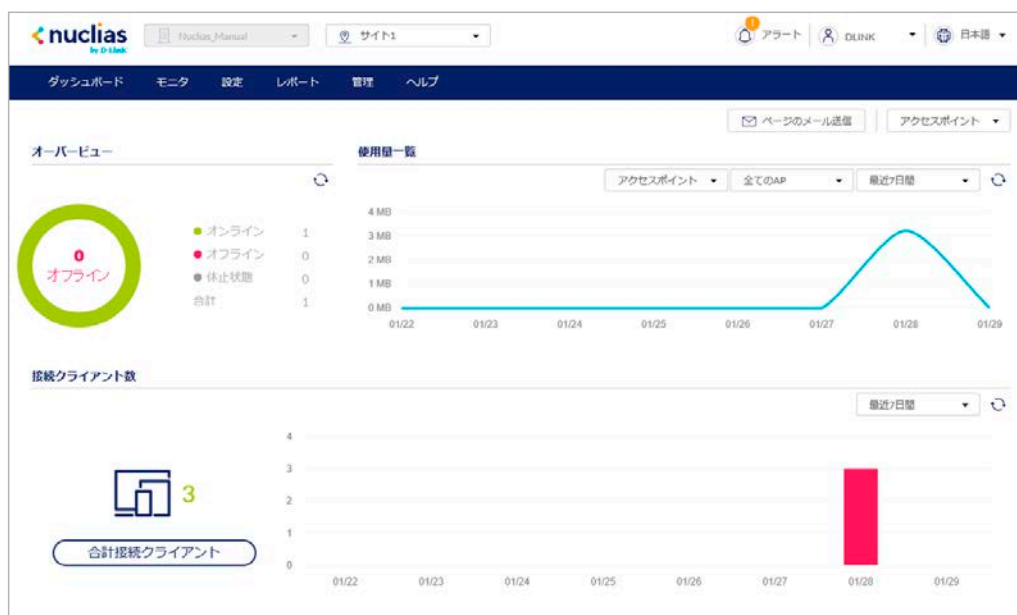 nuclias
by D-Link
Nuclias_Manual
サイト1
アラート
DLINK
日本語
ダッシュボード モニタ 設定 レポート 管理 ヘルプ
ページのメール送信
アクセスポイント
オーバービュー
使用量一覧
アクセスポイント 全てのAP 最近7日間
0
オフライン
オンライン 1
オフライン 0
休止状態 0
合計 1
4 MB
3 MB
2 MB
1 MB
0 MB
01/22 01/23 01/24 01/25 01/26 01/27 01/28 01/29
接続クライアント数
最近7日間
3
合計接続クライアント
4
3
2
1
0
01/22 01/23 01/24 01/25 01/26 01/27 01/28 01/29